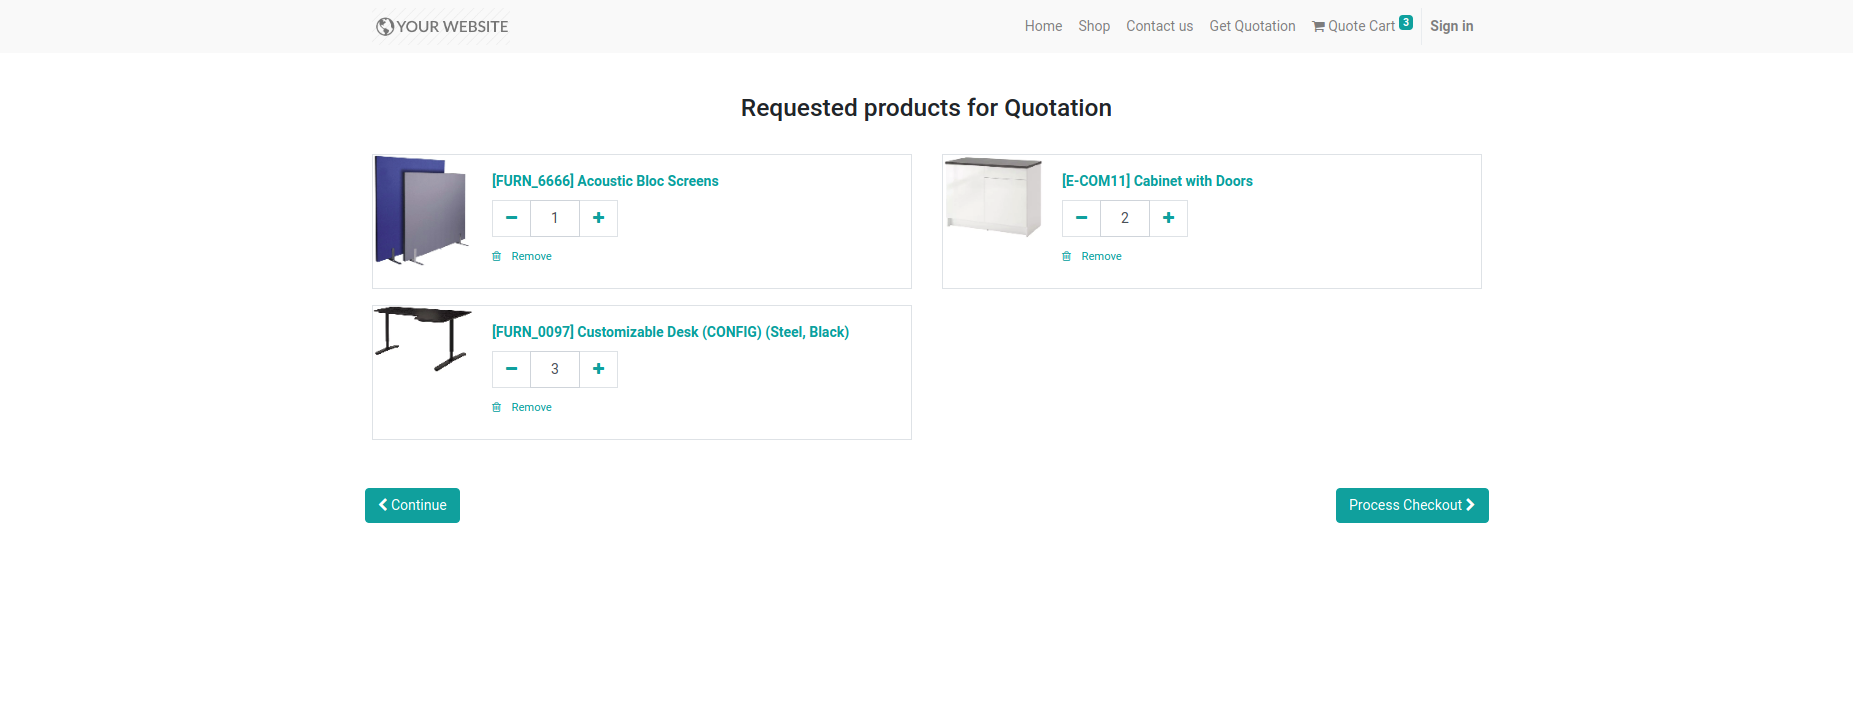 YOUR WEBSITE
Home Shop Contact us Get Quotation Quote Cart 3 Sign in
Requested products for Quotation
[FURN_6666] Acoustic Bloc Screens
1
Remove
[E-COM11] Cabinet with Doors
2
Remove
[FURN_0097] Customizable Desk (CONFIG) (Steel, Black)
3
Remove
Continue
Process Checkout